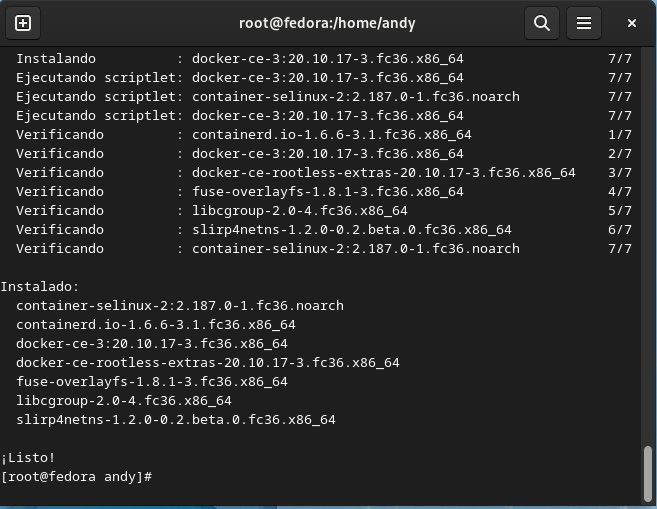 root@fedora:/home/andy
Instalando : docker-ce-3:20.10.17-3.fc36.x86_64 7/7
Ejecutando scriptlet: docker-ce-3:20.10.17-3.fc36.x86_64 7/7
Ejecutando scriptlet: container-selinux-2:2.187.0-1.fc36.noarch 7/7
Ejecutando scriptlet: docker-ce-3:20.10.17-3.fc36.x86_64 7/7
Verificando : containerd.io-1.6.6-3.1.fc36.x86_64 1/7
Verificando : docker-ce-3:20.10.17-3.fc36.x86_64 2/7
Verificando : docker-ce-rootless-extras-20.10.17-3.fc36.x86_64 3/7
Verificando : fuse-overlayfs-1.8.1-3.fc36.x86_64 4/7
Verificando : libcgroup-2.0-4.fc36.x86_64 5/7
Verificando : slirp4netns-1.2.0-0.2.beta.0.fc36.x86_64 6/7
Verificando : container-selinux-2:2.187.0-1.fc36.noarch 7/7
Instalado:
container-selinux-2:2.187.0-1.fc36.noarch
containerd.io-1.6.6-3.1.fc36.x86_64
docker-ce-3:20.10.17-3.fc36.x86_64
docker-ce-rootless-extras-20.10.17-3.fc36.x86_64
fuse-overlayfs-1.8.1-3.fc36.x86_64
libcgroup-2.0-4.fc36.x86_64
slirp4netns-1.2.0-0.2.beta.0.fc36.x86_64
¡Listo!
[root@fedora andy]#